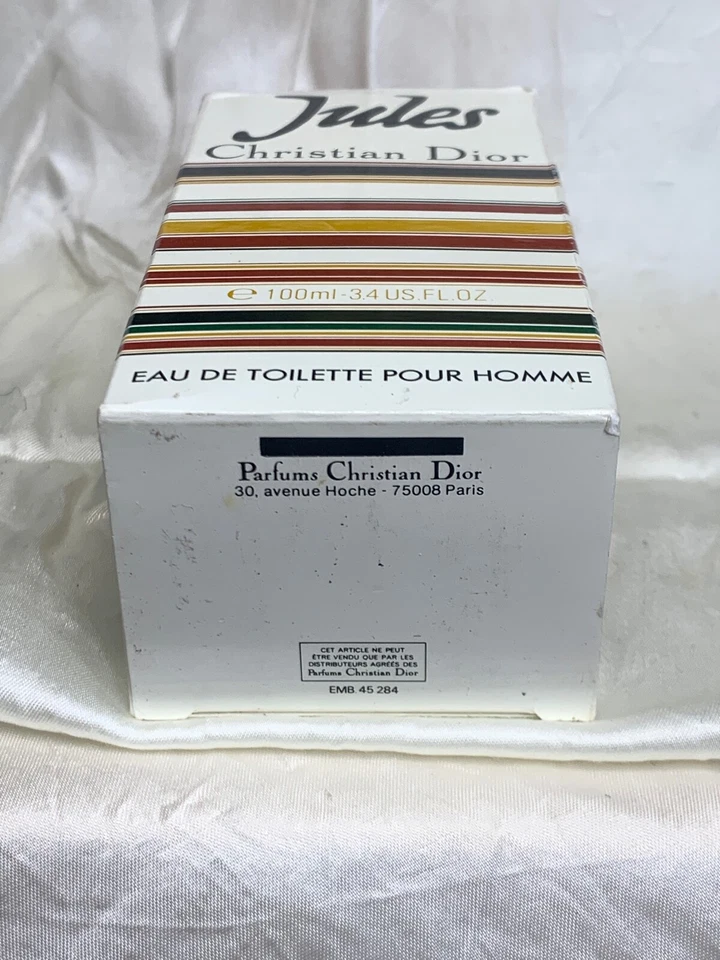 Jules
Christian Dior
e 100ml-3.4 US.FL.OZ.
EAU DE TOILETTE POUR HOMME
Parfums Christian Dior
30, avenue Hoche - 75008 Paris
CET ARTICLE NE PEUT
ÊTRE VENDU QUE PAR LES
DISTRIBUTEURS AGRÉÉS DES
Parfums Christian Dior
EMB. 45 284